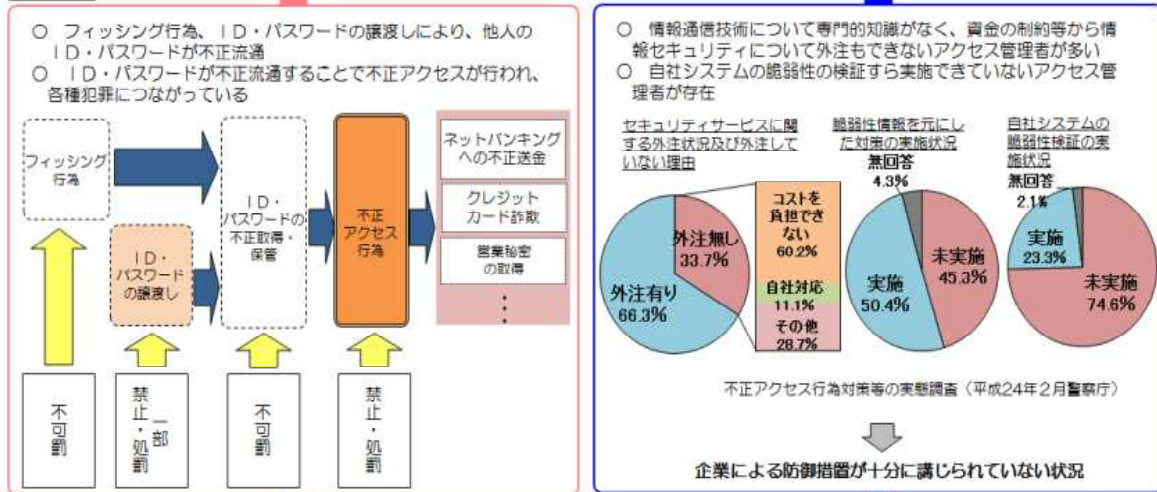 ○ フィッシング行為、ＩＤ・パスワードの譲渡しにより、他人の
ＩＤ・パスワードが不正流通
○ ＩＤ・パスワードが不正流通することで不正アクセスが行われ、
各種犯罪につながっている
フィッシング
行為
ＩＤ・
パスワード
の譲渡し
ＩＤ・
パスワードの
不正取得・
保管
不正
アクセス
行為
ネットバンキング
への不正送金
クレジット
カード詐欺
営業秘密
の取得
・
・
・
不可罰
禁止・処罰
一部
不可罰
禁止・処罰
○ 情報通信技術について専門的知識がなく、資金の制約等から情
報セキュリティについて外注もできないアクセス管理者が多い
○ 自社システムの脆弱性の検証すら実施できていないアクセス管
理者が存在
セキュリティサービスに関
する外注状況及び外注して
いない理由
外注無し
33.7%
外注有り
66.3%
コストを
負担でき
ない
60.2%
自社対応
11.1%
その他
28.7%
脆弱性情報を元にし
た対策の実施状況
無回答
4.3%
未実施
45.3%
実施
50.4%
自社システムの
脆弱性検証の実
施状況
無回答
2.1%
実施
23.3%
未実施
74.6%
不正アクセス行為対策等の実態調査（平成24年２月警察庁）
企業による防御措置が十分に講じられていない状況